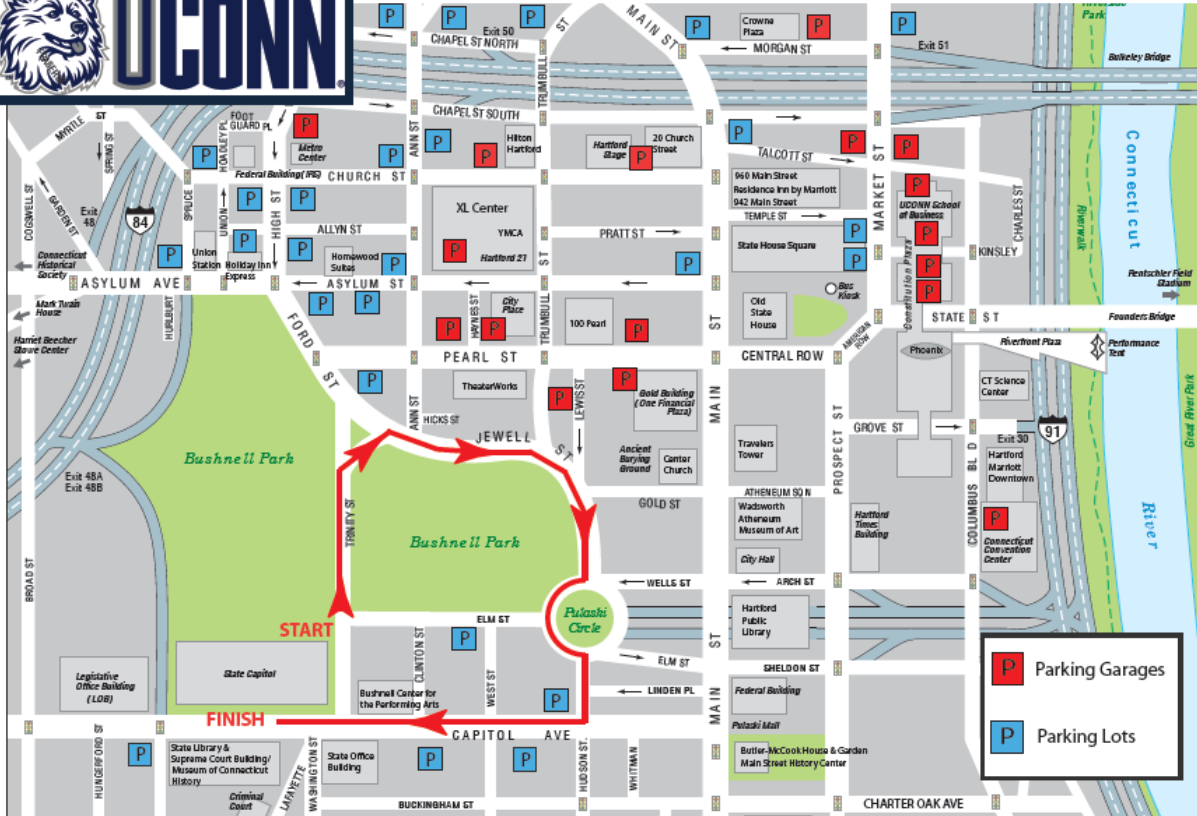 UCONN
Riverside
Park
Crowne
Plaza
MAIN ST
ST
Exit 50
CHAPEL ST NORTH
MORGAN ST
Exit 51
Bulkeley Bridge
TRUMBULL
CHAPEL ST SOUTH
MYRTLE
ST
SPRING ST
HOADLEY PL
FOOT
GUARD PL
Metro
Center
ANN ST
Hilton
Hartford
Hartford
Stage
20 Church
Street
TALCOTT ST
MARKET ST
Connecticut
Federal Building (IRS)
CHURCH ST
960 Main Street
Residence Inn by Marriott
942 Main Street
UCONN School
of Business
CHARLES ST
COGSWELL ST
GARDEN ST
Exit
48
84
SPRUCE
UNION
HIGH ST
XL Center
YMCA
Hartford 21
TEMPLE ST
Riverwalk
ALLYN ST
PRATT ST
State House Square
KINSLEY
Connecticut
Historical
Society
Union
Station
Holiday Inn
Express
Homewood
Suites
ST
Constitution Plaza
Rentschler Field
Stadium
ASYLUM AVE
ASYLUM ST
Bus
Kiosk
Mark Twain
House
HURLBURT
FORD ST
HAYNES ST
City
Place
TRUMBULL
100 Pearl
ST
Old
State
House
STATE ST
Founders Bridge
Harriet Beecher
Stowe Center
AMERICAN
ROW
Phoenix
Riverfront Plaza
Performance
Tent
PEARL ST
CENTRAL ROW
TheaterWorks
LEWIS ST
Gold Building
(One Financial
Plaza)
MAIN
CT Science
Center
Great River Park
ANN ST
HICKS ST
JEWELL ST
PROSPECT ST
GROVE ST
91
Exit 30
Bushnell Park
Ancient
Burying
Ground
Center
Church
Travelers
Tower
COLUMBUS BLD
Hartford
Marriott
Downtown
Exit 48A
Exit 48B
GOLD ST
ATHENEUM SQ N
Wadsworth
Atheneum
Museum of Art
Hartford
Times
Building
River
TRINITY ST
Bushnell Park
Connecticut
Convention
Center
City Hall
BROAD ST
WELLS ST
ARCH ST
START
ELM ST
Pulaski
Circle
Hartford
Public
Library
CLINTON ST
WEST ST
ELM ST
ST
SHELDON ST
Legislative
Office Building
(LOB)
State Capitol
Bushnell Center for
the Performing Arts
LINDEN PL
Federal Building
MAIN
Pulaski Mall
FINISH
CAPITOL AVE
HUNGERFORD ST
State Library &
Supreme Court Building/
Museum of Connecticut
History
LAFAYETTE
WASHINGTON ST
State Office
Building
HUDSON ST.
WHITMAN
Butler-McCook House & Garden
Main Street History Center
Criminal
Court
BUCKINGHAM ST
CHARTER OAK AVE
P Parking Garages
P Parking Lots